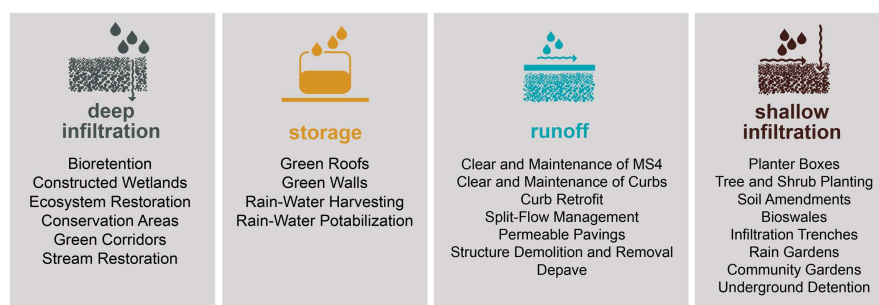 deep
infiltration
Bioretention
Constructed Wetlands
Ecosystem Restoration
Conservation Areas
Green Corridors
Stream Restoration
storage
Green Roofs
Green Walls
Rain-Water Harvesting
Rain-Water Potabilization
runoff
Clear and Maintenance of MS4
Clear and Maintenance of Curbs
Curb Retrofit
Split-Flow Management
Permeable Pavings
Structure Demolition and Removal
Depave
shallow
infiltration
Planter Boxes
Tree and Shrub Planting
Soil Amendments
Bioswales
Infiltration Trenches
Rain Gardens
Community Gardens
Underground Detention